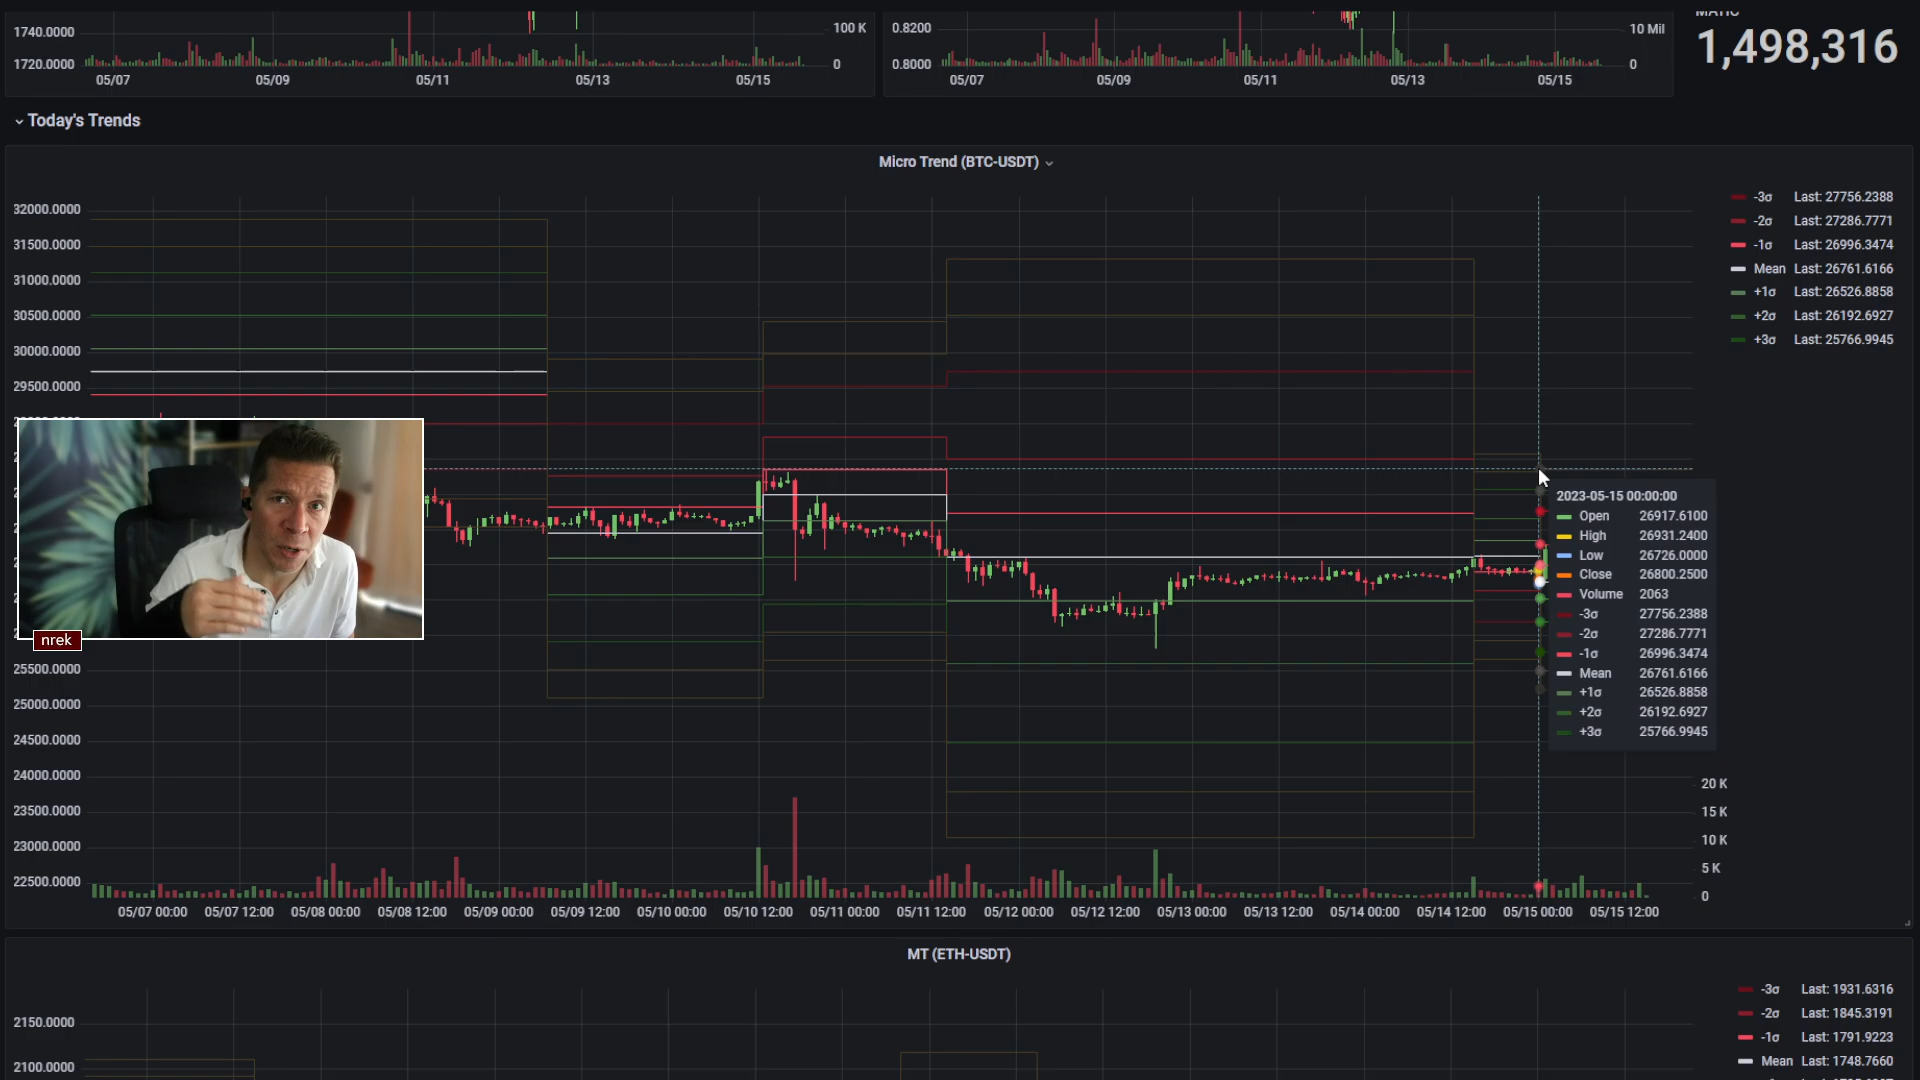 1740.0000
1720.0000
100 K
0
05/07 05/09 05/11 05/13 05/15
0.8200
0.8000
10 Mil
0
05/07 05/09 05/11 05/13 05/15
MATIC
1,498,316
Today's Trends
Micro Trend (BTC-USDT)
32000.0000
31500.0000
31000.0000
30500.0000
30000.0000
29500.0000
25500.0000
25000.0000
24500.0000
24000.0000
23500.0000
23000.0000
22500.0000
-3σ Last: 27756.2388
-2σ Last: 27286.7771
-1σ Last: 26996.3474
Mean Last: 26761.6166
+1σ Last: 26526.8858
+2σ Last: 26192.6927
+3σ Last: 25766.9945
nrek
2023-05-15 00:00:00
Open 26917.6100
High 26931.2400
Low 26726.0000
Close 26800.2500
Volume 2063
-3σ 27756.2388
-2σ 27286.7771
-1σ 26996.3474
Mean 26761.6166
+1σ 26526.8858
+2σ 26192.6927
+3σ 25766.9945
20 K
15 K
10 K
5 K
0
05/07 00:00 05/07 12:00 05/08 00:00 05/08 12:00 05/09 00:00 05/09 12:00 05/10 00:00 05/10 12:00 05/11 00:00 05/11 12:00 05/12 00:00 05/12 12:00 05/13 00:00 05/13 12:00 05/14 00:00 05/14 12:00 05/15 00:00 05/15 12:00
MT (ETH-USDT)
2150.0000
2100.0000
-3σ Last: 1931.6316
-2σ Last: 1845.3191
-1σ Last: 1791.9223
Mean Last: 1748.7660